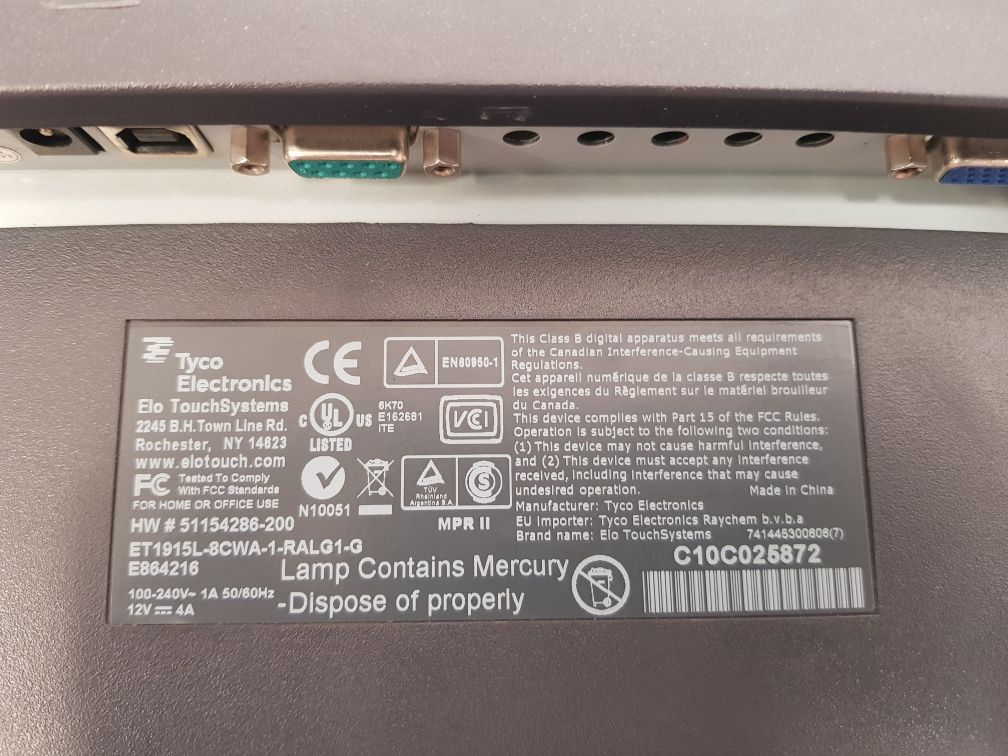 Tyco
Electronics
Elo TouchSystems
2245 B.H.Town Line Rd.
Rochester, NY 14623
www.elotouch.com
FC Tested To Comply
With FCC Standards
FOR HOME OR OFFICE USE
HW # 51154286-200
ET1915L-8CWA-1-RALG1-G
E864216
100-240V~ 1A 50/60Hz
12V ⎓ 4A
CE
EN60950-1
C UL US
LISTED
6K70
E162681
ITE
VCI
N10051
TÜV
Rheinland
Argentina S.A.
S
MPR II
Lamp Contains Mercury
-Dispose of properly
This Class B digital apparatus meets all requirements
of the Canadian Interference-Causing Equipment
Regulations.
Cet appareil numérique de la classe B respecte toutes
les exigences du Règlement sur le matériel brouilleur
du Canada.
This device complies with Part 15 of the FCC Rules.
Operation is subject to the following two conditions:
(1) This device may not cause harmful interference,
and (2) This device must accept any interference
received, including interference that may cause
undesired operation. Made in China
Manufacturer: Tyco Electronics
EU Importer: Tyco Electronics Raychem b.v.b.a
Brand name: Elo TouchSystems 741445300606(7)
C10C025872